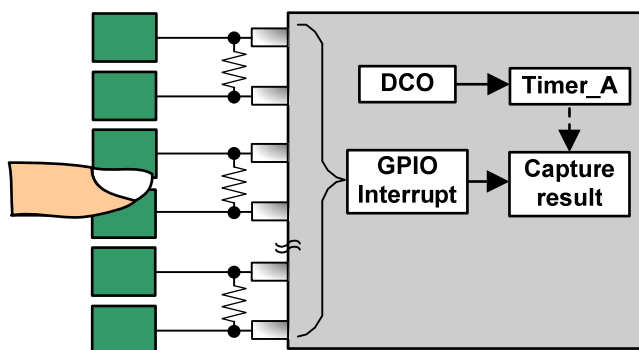 DCO
Timer_A
GPIO
Interrupt
Capture
result